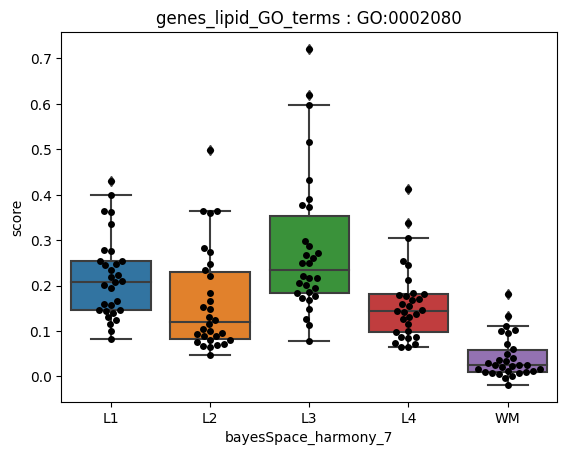 genes_lipid_GO_terms : GO:0002080
score
0.7
0.6
0.5
0.4
0.3
0.2
0.1
0.0
L1 L2 L3 L4 WM
bayesSpace_harmony_7